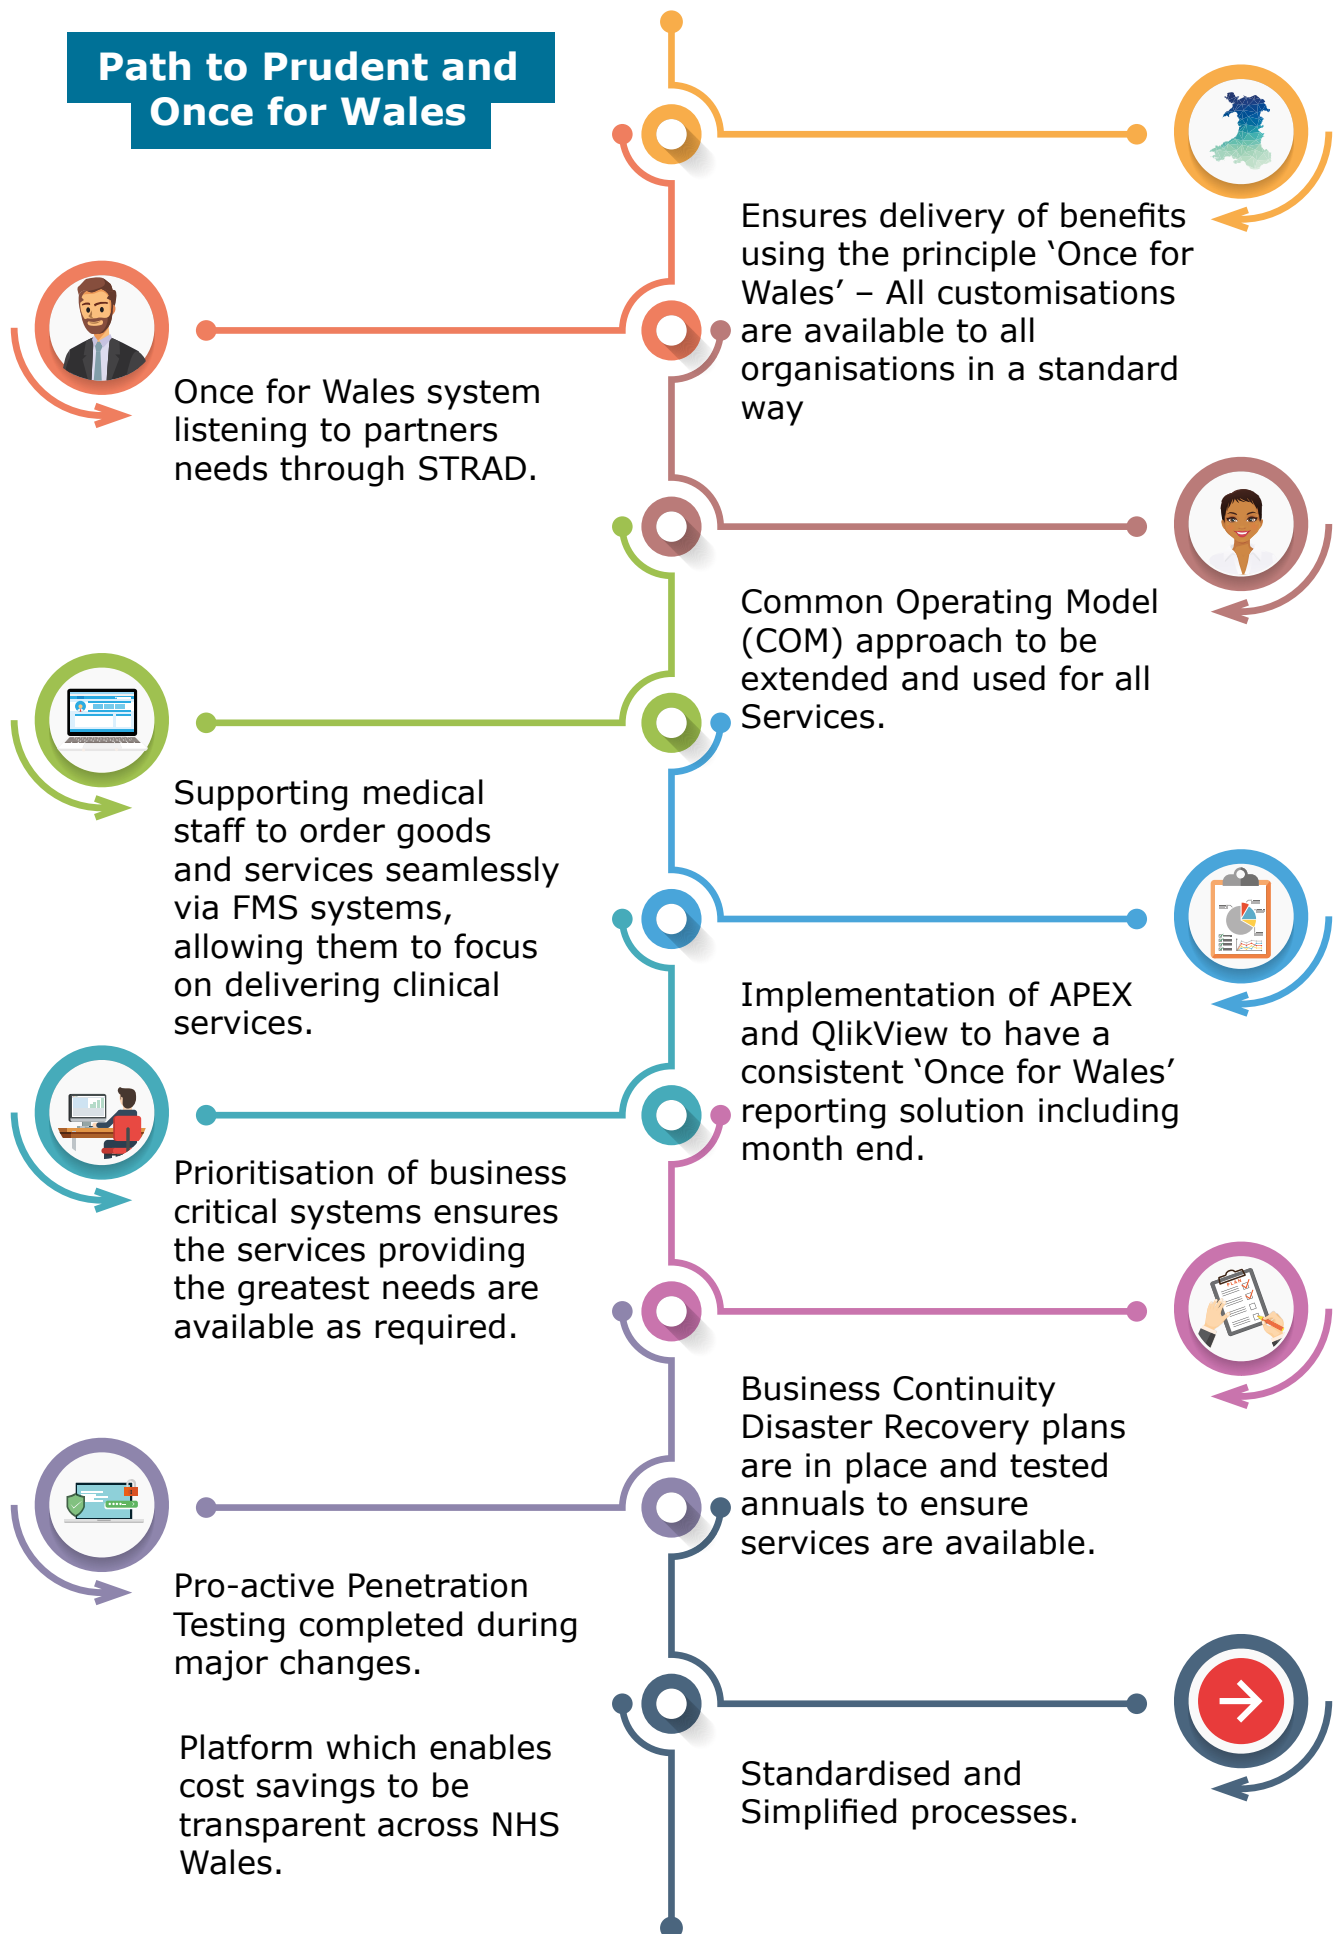 Path to Prudent and
Once for Wales
Ensures delivery of benefits
using the principle ‘Once for
Wales’ – All customisations
are available to all
organisations in a standard
way
Once for Wales system
listening to partners
needs through STRAD.
Common Operating Model
(COM) approach to be
extended and used for all
Services.
Supporting medical
staff to order goods
and services seamlessly
via FMS systems,
allowing them to focus
on delivering clinical
services.
Implementation of APEX
and QlikView to have a
consistent ‘Once for Wales’
reporting solution including
month end.
Prioritisation of business
critical systems ensures
the services providing
the greatest needs are
available as required.
PLAN
Business Continuity
Disaster Recovery plans
are in place and tested
annuals to ensure
services are available.
Pro-active Penetration
Testing completed during
major changes.
Standardised and
Simplified processes.
Platform which enables
cost savings to be
transparent across NHS
Wales.